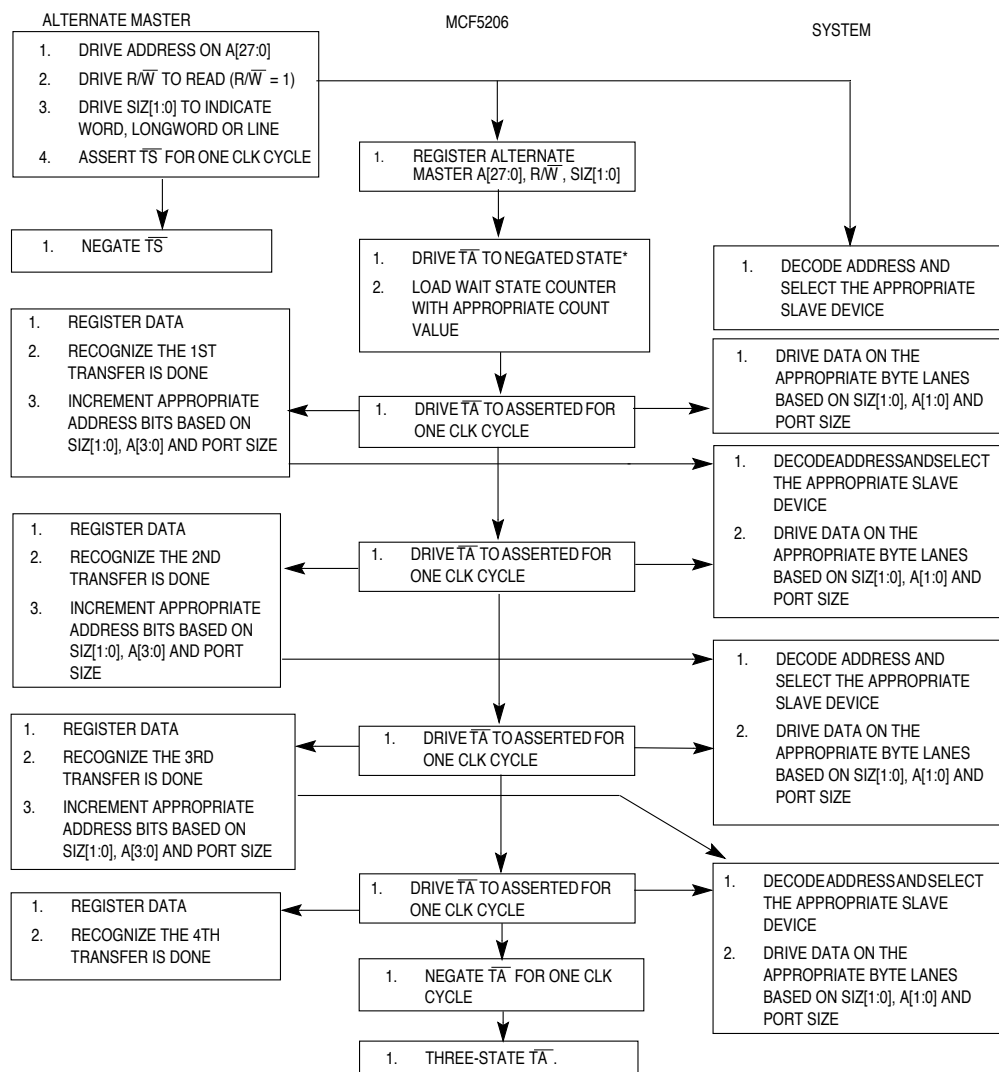 ALTERNATE MASTER
1. DRIVE ADDRESS ON A[27:0]
2. DRIVE R/W̅ TO READ (R/W̅ = 1)
3. DRIVE SIZ[1:0] TO INDICATE
WORD, LONGWORD OR LINE
4. ASSERT T̅S̅ FOR ONE CLK CYCLE
1. NEGATE T̅S̅
1. REGISTER DATA
2. RECOGNIZE THE 1ST
TRANSFER IS DONE
3. INCREMENT APPROPRIATE
ADDRESS BITS BASED ON
SIZ[1:0], A[3:0] AND PORT SIZE
1. REGISTER DATA
2. RECOGNIZE THE 2ND
TRANSFER IS DONE
3. INCREMENT APPROPRIATE
ADDRESS BITS BASED ON
SIZ[1:0], A[3:0] AND PORT
SIZE
1. REGISTER DATA
2. RECOGNIZE THE 3RD
TRANSFER IS DONE
3. INCREMENT APPROPRIATE
ADDRESS BITS BASED ON
SIZ[1:0], A[3:0] AND PORT SIZE
1. REGISTER DATA
2. RECOGNIZE THE 4TH
TRANSFER IS DONE
MCF5206
1. REGISTER ALTERNATE
MASTER A[27:0], R/W̅ , SIZ[1:0]
1. DRIVE T̅A̅ TO NEGATED STATE*
2. LOAD WAIT STATE COUNTER
WITH APPROPRIATE COUNT
VALUE
1. DRIVE T̅A̅ TO ASSERTED FOR
ONE CLK CYCLE
1. DRIVE T̅A̅ TO ASSERTED FOR
ONE CLK CYCLE
1. DRIVE T̅A̅ TO ASSERTED FOR
ONE CLK CYCLE
1. DRIVE T̅A̅ TO ASSERTED FOR
ONE CLK CYCLE
1. NEGATE T̅A̅ FOR ONE CLK
CYCLE
1. THREE-STATE T̅A̅ .
SYSTEM
1. DECODE ADDRESS AND
SELECT THE APPROPRIATE
SLAVE DEVICE
1. DRIVE DATA ON THE
APPROPRIATE BYTE LANES
BASED ON SIZ[1:0], A[1:0] AND
PORT SIZE
1. DECODEADDRESSANDSELECT
THE APPROPRIATE SLAVE
DEVICE
2. DRIVE DATA ON THE
APPROPRIATE BYTE LANES
BASED ON SIZ[1:0], A[1:0] AND
PORT SIZE
1. DECODE ADDRESS AND
SELECT THE APPROPRIATE
SLAVE DEVICE
2. DRIVE DATA ON THE
APPROPRIATE BYTE LANES
BASED ON SIZ[1:0], A[1:0] AND
PORT SIZE
1. DECODEADDRESSANDSELECT
THE APPROPRIATE SLAVE
DEVICE
2. DRIVE DATA ON THE
APPROPRIATE BYTE LANES
BASED ON SIZ[1:0], A[1:0] AND
PORT SIZE